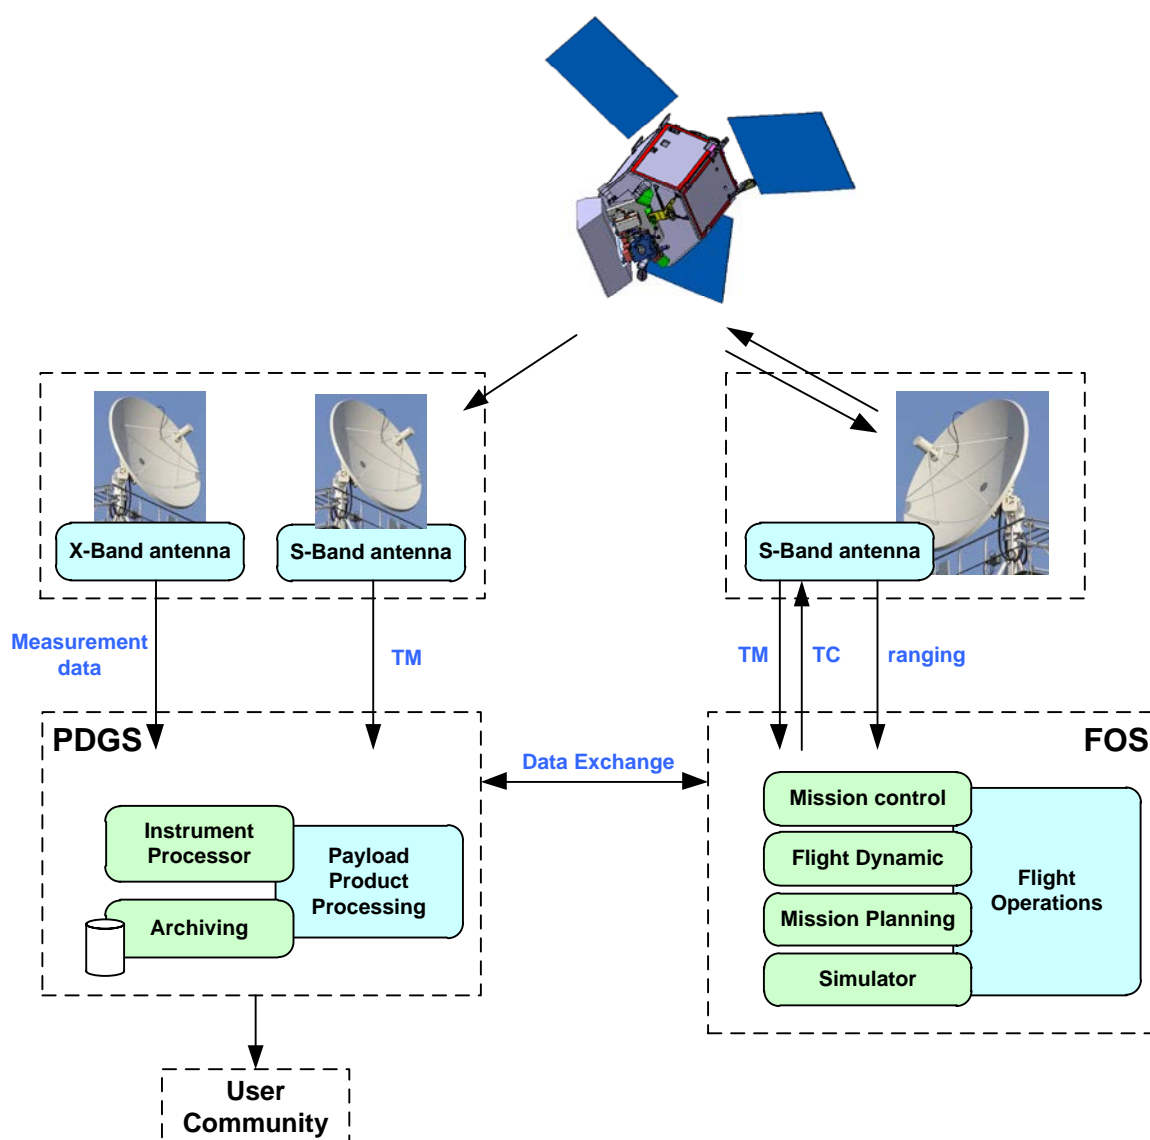 X-Band antenna
S-Band antenna
S-Band antenna
Measurement
data
TM
TM
TC
ranging
PDGS
FOS
Data Exchange
Instrument
Processor
Payload
Product
Processing
Archiving
Mission control
Flight Dynamic
Mission Planning
Simulator
Flight
Operations
User
Community